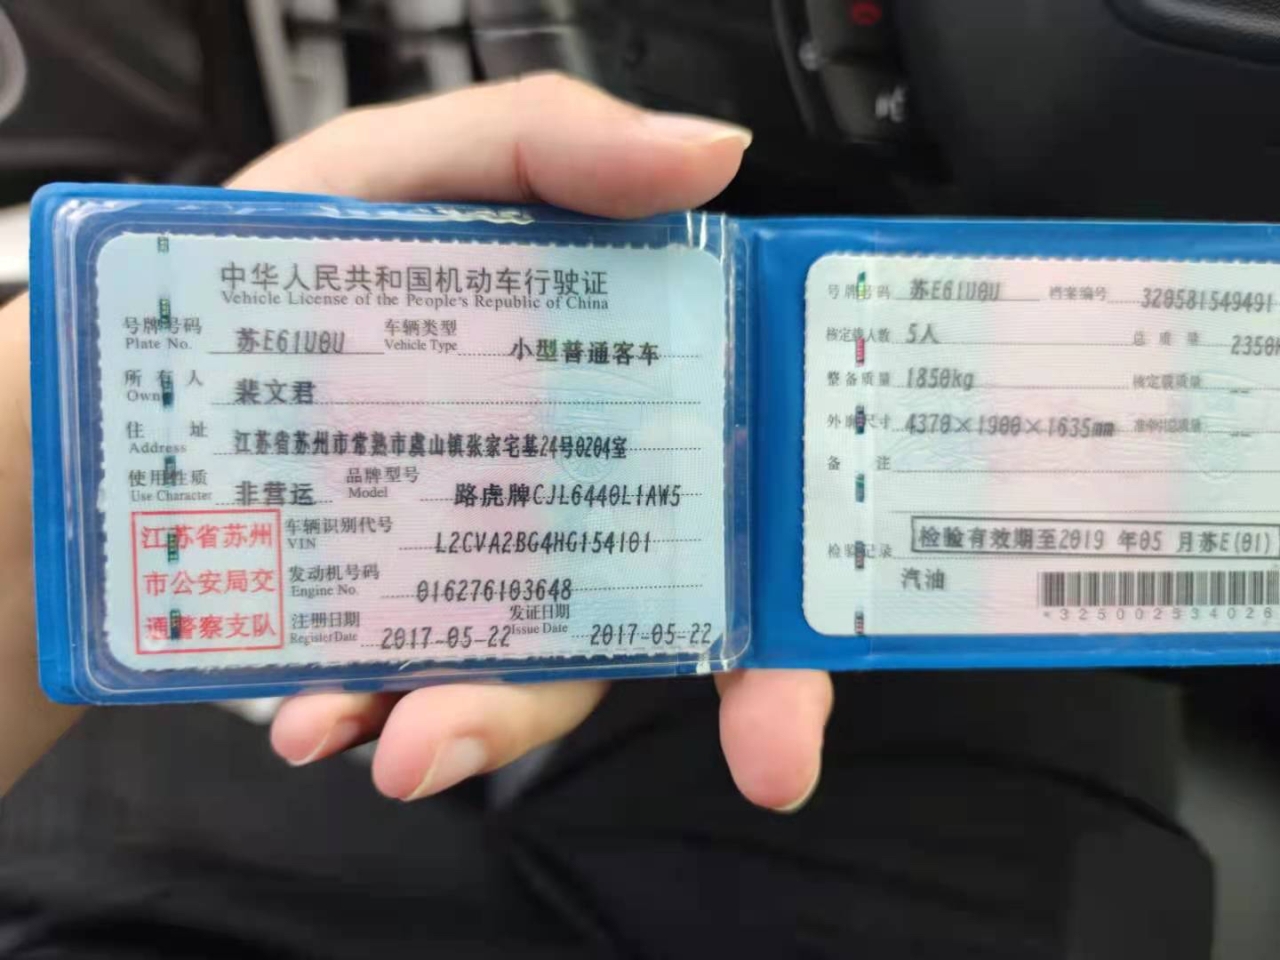 中华人民共和国机动车行驶证
Vehicle License of the People's Republic of China
号牌号码 苏E61U0U 车辆类型 小型普通客车
Plate No. Vehicle Type
所有人 裴文君
Owner
住址 江苏省苏州市常熟市虞山镇张家宅基24号0204室
Address
使用性质 非营运 品牌型号 路虎牌CJL6440L1AW5
Use Character Model
江苏省苏州
市公安局交
通警察支队
车辆识别代号 L2CVA2BG4HG154101
VIN
发动机号码 016276103648
Engine No.
注册日期 2017-05-22 发证日期 2017-05-22
Register Date Issue Date
号牌号码 苏E61U0U 档案编号 320581549491
核定载人数 5人 总质量 2350
整备质量 1850kg 核定载质量 --
外廓尺寸 4370×1900×1635mm 准牵引总质量 --
备注
检验记录 检验有效期至2019年05月苏E(01)
汽油
*325002534026